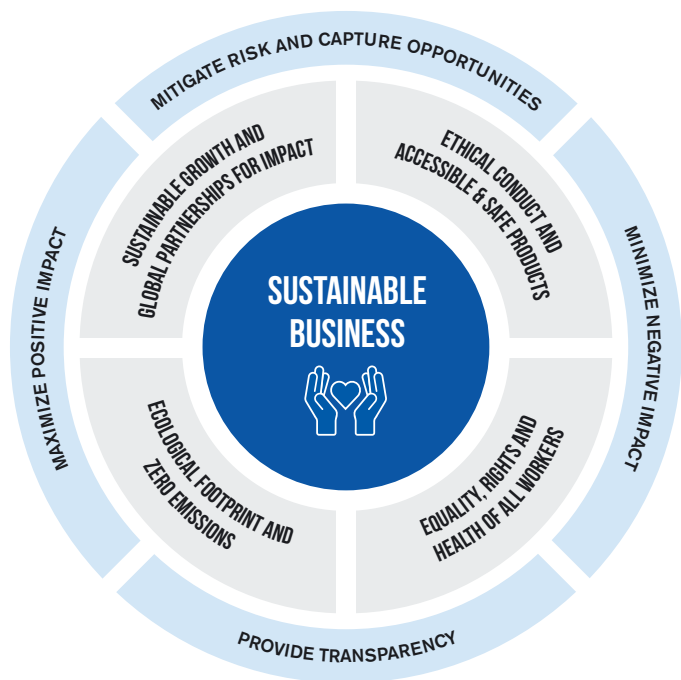 MITIGATE RISK AND CAPTURE OPPORTUNITIES
SUSTAINABLE GROWTH AND
GLOBAL PARTNERSHIPS FOR IMPACT
ETHICAL CONDUCT AND
ACCESSIBLE & SAFE PRODUCTS
MAXIMIZE POSITIVE IMPACT
SUSTAINABLE
BUSINESS
MINIMIZE NEGATIVE IMPACT
ECOLOGICAL FOOTPRINT AND
ZERO EMISSIONS
EQUALITY, RIGHTS AND
HEALTH OF ALL WORKERS
PROVIDE TRANSPARENCY